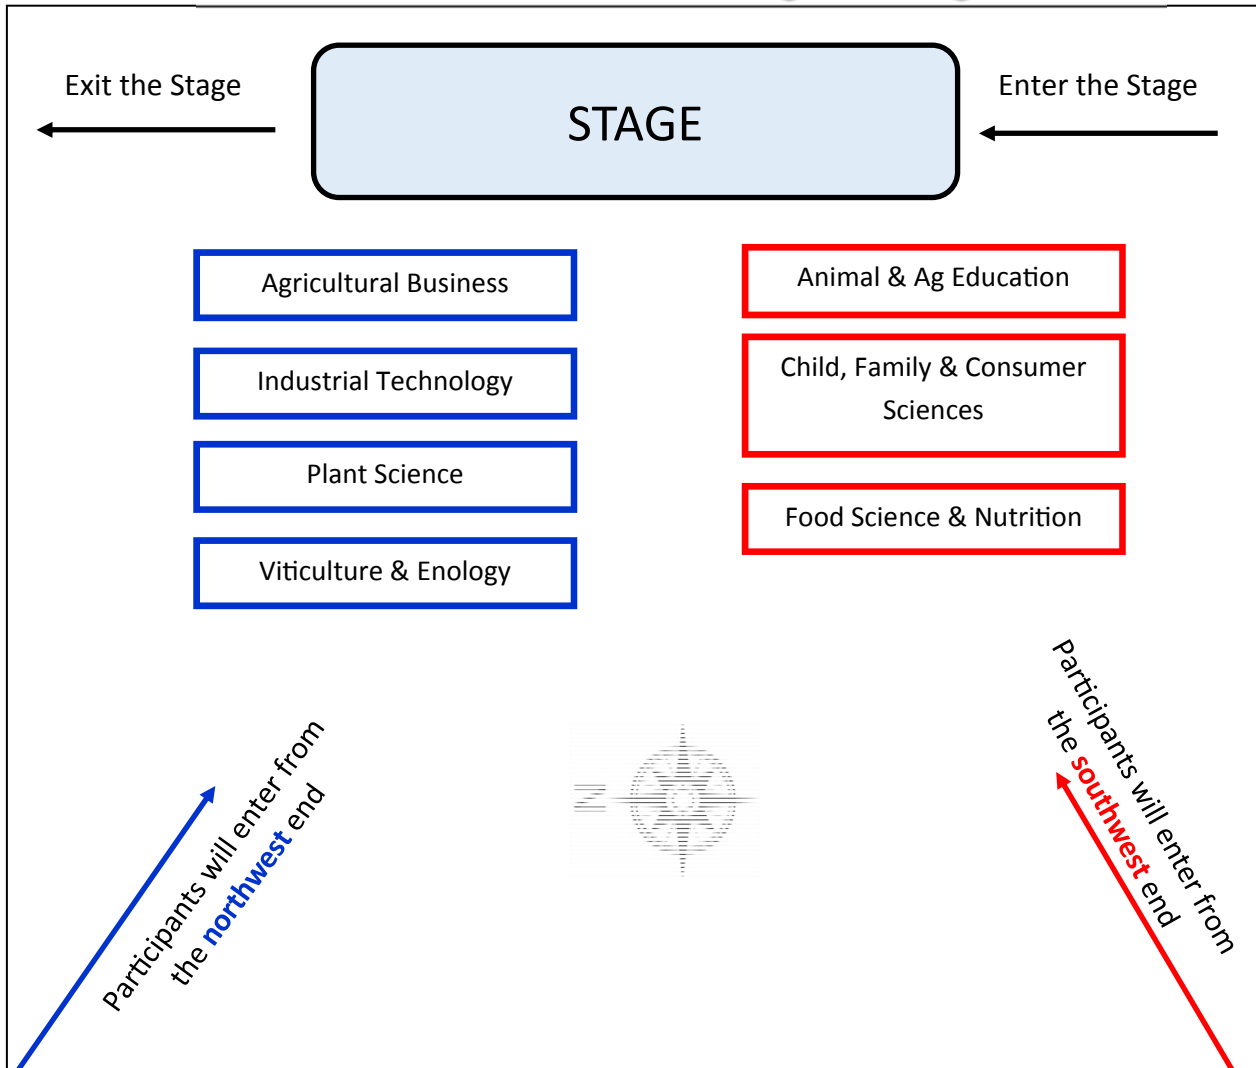 Exit the Stage
STAGE
Enter the Stage
Agricultural Business
Industrial Technology
Plant Science
Viticulture & Enology
Animal & Ag Education
Child, Family & Consumer
Sciences
Food Science & Nutrition
Participants will enter from
the northwest end
N
Participants will enter from
the southwest end